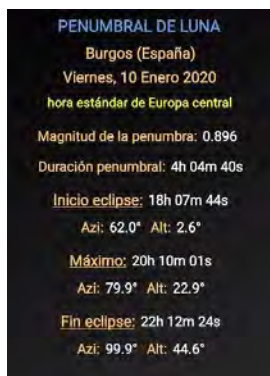 PENUMBRAL DE LUNA
Burgos (España)
Viernes, 10 Enero 2020
hora estándar de Europa central
Magnitud de la penumbra: 0.896
Duración penumbral: 4h 04m 40s
Inicio eclipse: 18h 07m 44s
Azi: 62.0° Alt: 2.6°
Máximo: 20h 10m 01s
Azi: 79.9° Alt: 22.9°
Fin eclipse: 22h 12m 24s
Azi: 99.9° Alt: 44.6°